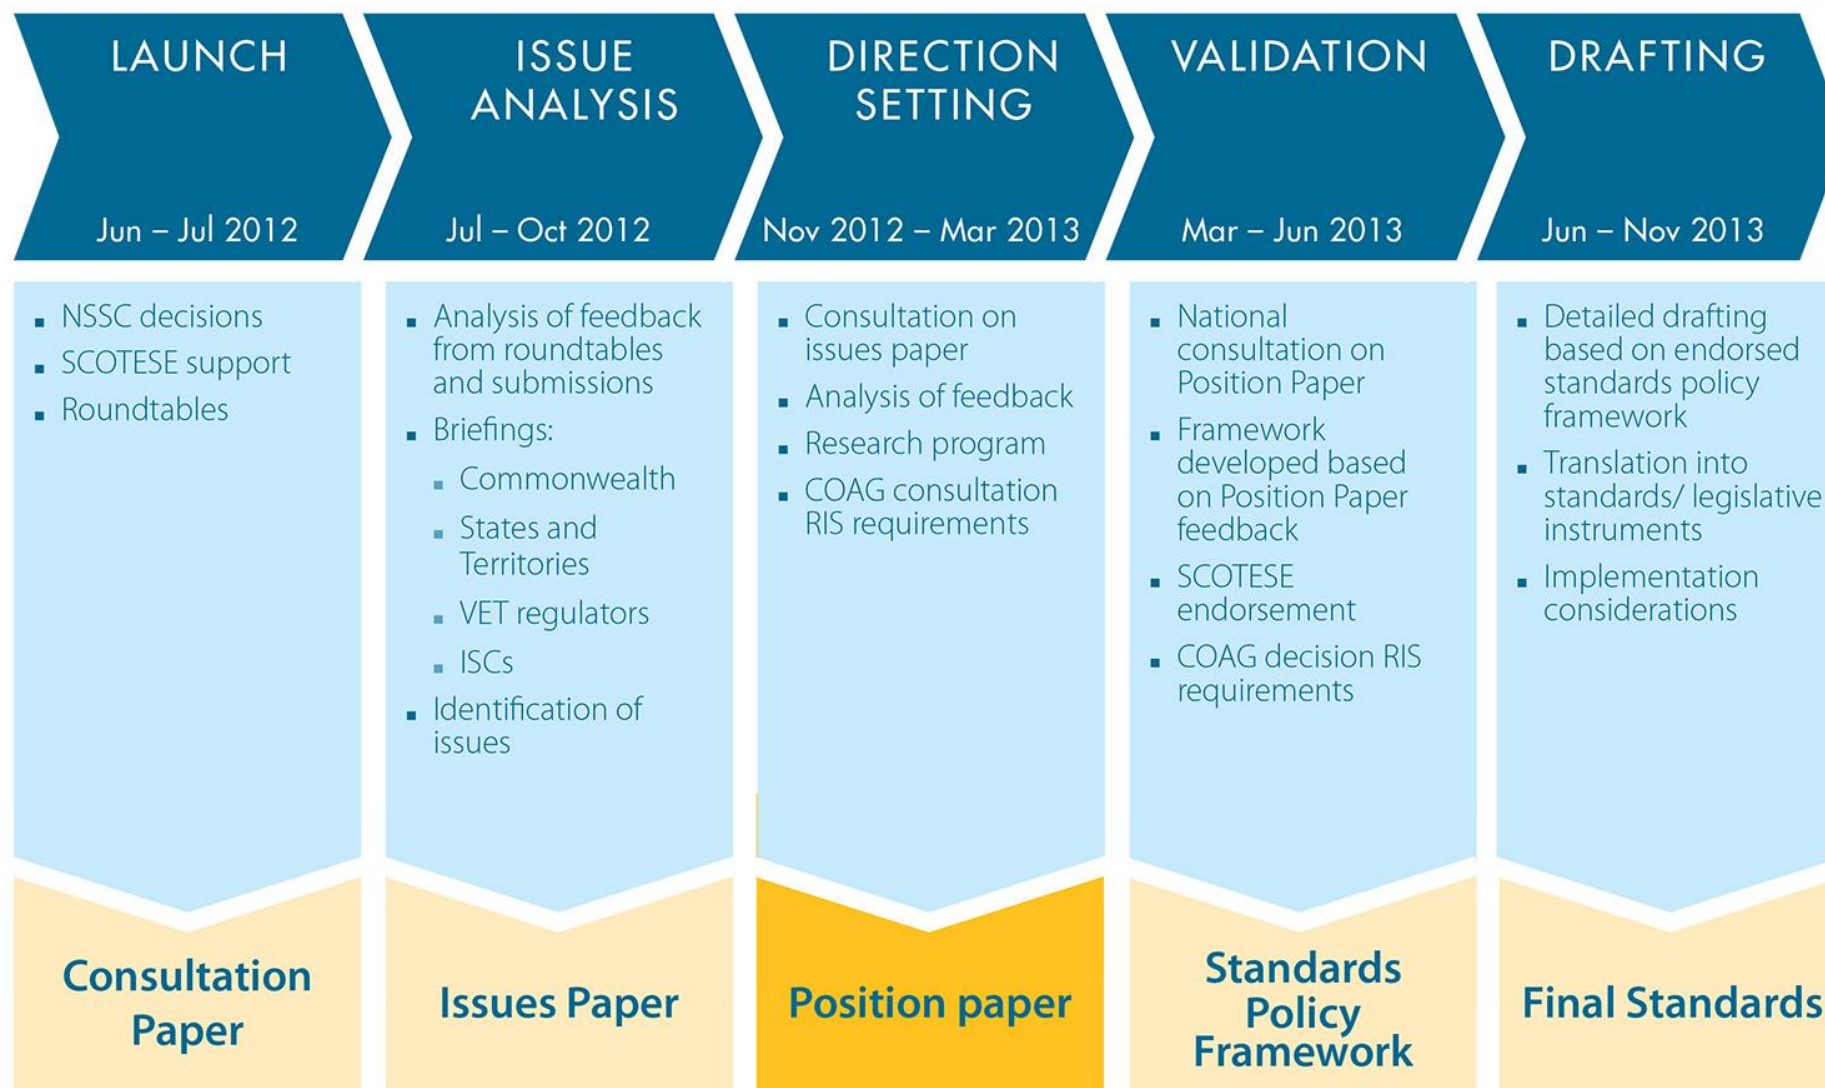 LAUNCH
Jun – Jul 2012
ISSUE
ANALYSIS
Jul – Oct 2012
DIRECTION
SETTING
Nov 2012 – Mar 2013
VALIDATION
Mar – Jun 2013
DRAFTING
Jun – Nov 2013
NSSC decisions
SCOTESE support
Roundtables
Analysis of feedback
from roundtables
and submissions
Briefings:
Commonwealth
States and
Territories
VET regulators
ISCs
Identification of
issues
Consultation on
issues paper
Analysis of feedback
Research program
COAG consultation
RIS requirements
National
consultation on
Position Paper
Framework
developed based
on Position Paper
feedback
SCOTESE
endorsement
COAG decision RIS
requirements
Detailed drafting
based on endorsed
standards policy
framework
Translation into
standards/ legislative
instruments
Implementation
considerations
Consultation
Paper
Issues Paper
Position paper
Standards
Policy
Framework
Final Standards